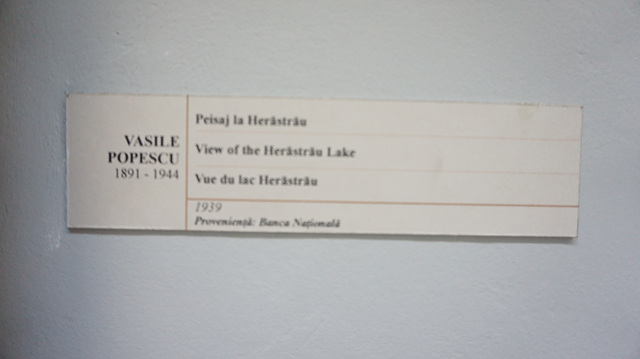 VASILE
POPESCU
1891 - 1944
Peisaj la Herăstrău
View of the Herăstrău Lake
Vue du lac Herăstrău
1939
Proveniență: Banca Națională